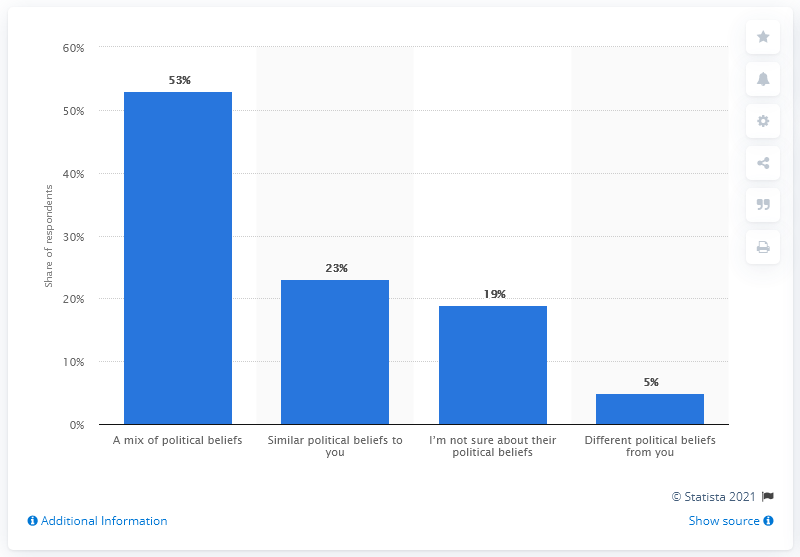 60%
50%
40%
30%
20%
10%
0%
Share of respondents
53%
23%
19%
5%
A mix of political beliefs
Similar political beliefs to
you
I’m not sure about their
political beliefs
Different political beliefs
from you
© Statista 2021
Additional Information
Show source